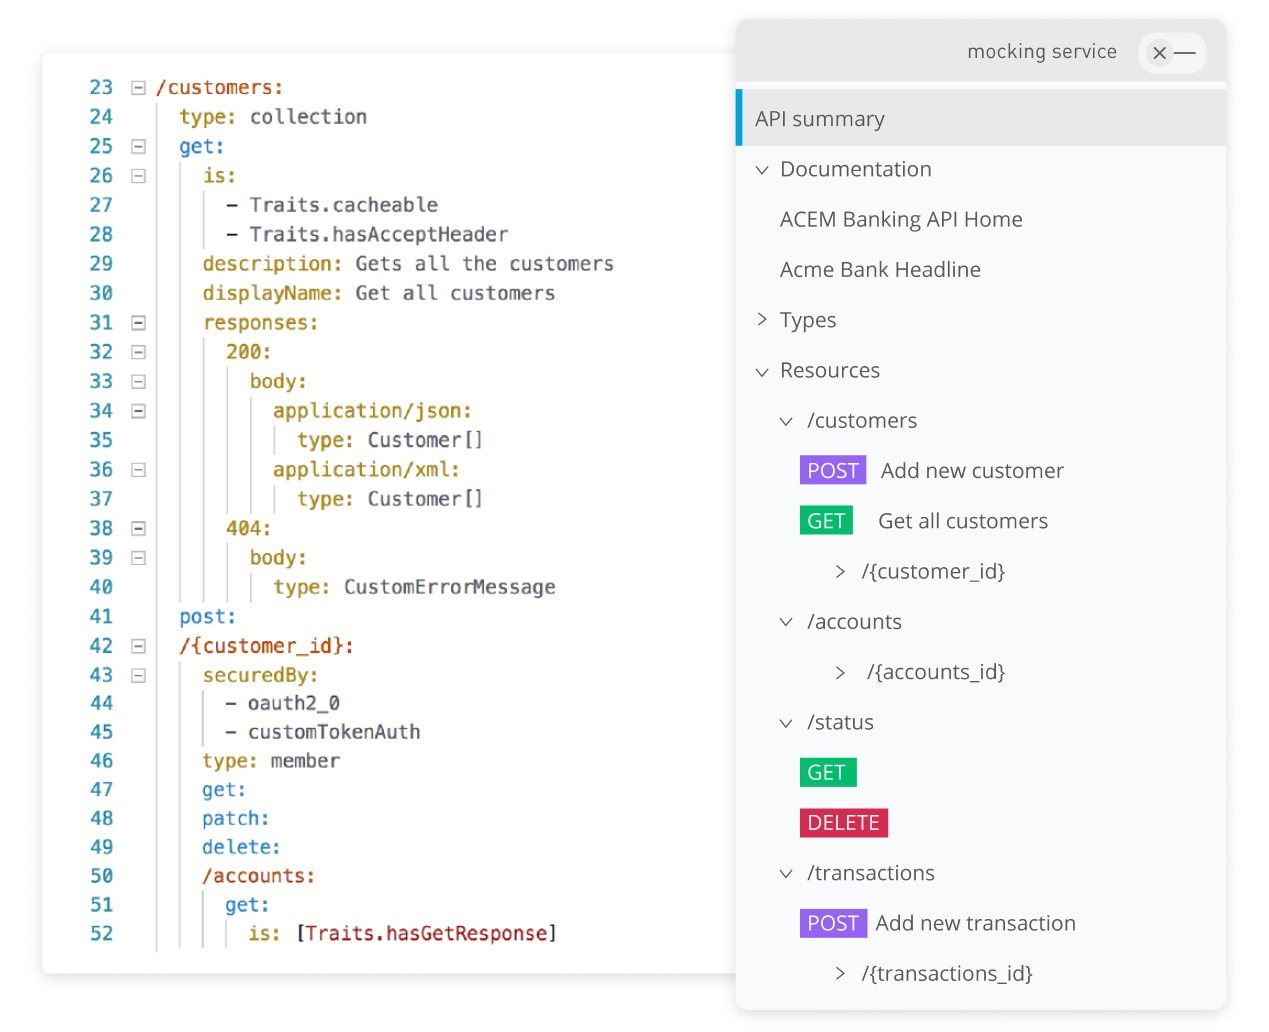 23 /customers:
24 type: collection
25 get:
26 is:
27 - Traits.cacheable
28 - Traits.hasAcceptHeader
29 description: Gets all the customers
30 displayName: Get all customers
31 responses:
32 200:
33 body:
34 application/json:
35 type: Customer[]
36 application/xml:
37 type: Customer[]
38 404:
39 body:
40 type: CustomErrorMessage
41 post:
42 /{customer_id}:
43 securedBy:
44 - oauth2_0
45 - customTokenAuth
46 type: member
47 get:
48 patch:
49 delete:
50 /accounts:
51 get:
52 is: [Traits.hasGetResponse]
mocking service
API summary
Documentation
ACEM Banking API Home
Acme Bank Headline
Types
Resources
/customers
POST Add new customer
GET Get all customers
/{customer_id}
/accounts
/{accounts_id}
/status
GET
DELETE
/transactions
POST Add new transaction
/{transactions_id}